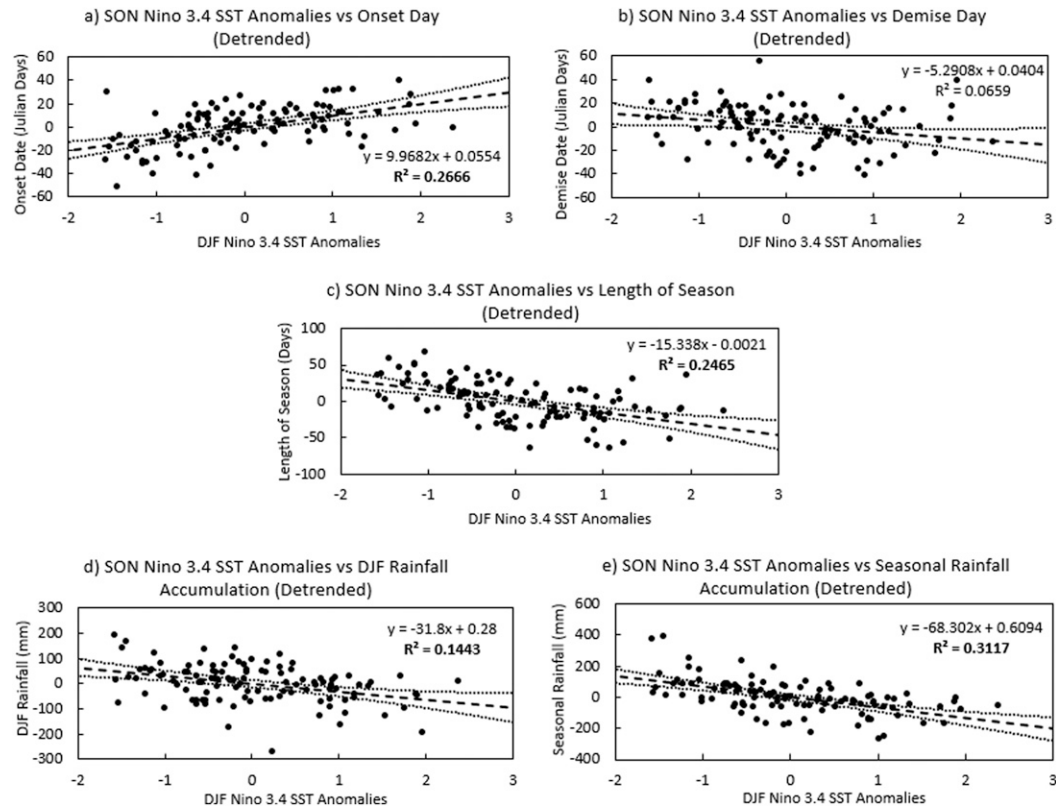 a) SON Nino 3.4 SST Anomalies vs Onset Day
(Detrended)
Onset Date (Julian Days)
60
40
20
0
-20
-40
-60
y = 9.9682x + 0.0554
R² = 0.2666
-2
-1
0
1
2
3
DJF Nino 3.4 SST Anomalies
b) SON Nino 3.4 SST Anomalies vs Demise Day
(Detrended)
Demise Date (Julian Days)
60
40
20
0
-20
-40
-60
y = -5.2908x + 0.0404
R² = 0.0659
-2
-1
0
1
2
3
DJF Nino 3.4 SST Anomalies
c) SON Nino 3.4 SST Anomalies vs Length of Season
(Detrended)
Length of Season (Days)
100
50
0
-50
-100
y = -15.338x - 0.0021
R² = 0.2465
-2
-1
0
1
2
3
DJF Nino 3.4 SST Anomalies
d) SON Nino 3.4 SST Anomalies vs DJF Rainfall
Accumulation (Detrended)
DJF Rainfall (mm)
300
200
100
0
-100
-200
-300
y = -31.8x + 0.28
R² = 0.1443
-2
-1
0
1
2
3
DJF Nino 3.4 SST Anomalies
e) SON Nino 3.4 SST Anomalies vs Seasonal Rainfall
Accumulation (Detrended)
Seasonal Rainfall (mm)
600
400
200
0
-200
-400
y = -68.302x + 0.6094
R² = 0.3117
-2
-1
0
1
2
3
DJF Nino 3.4 SST Anomalies